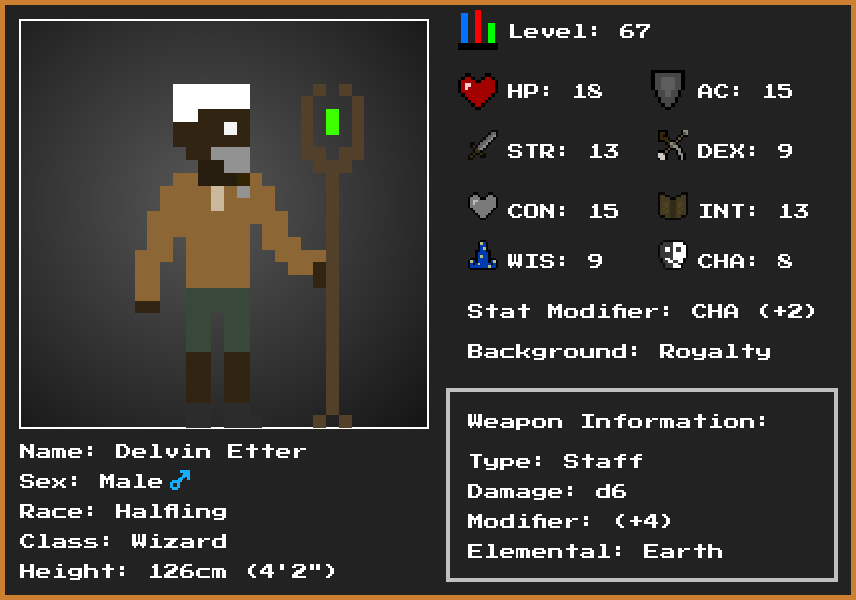 Level: 67
HP: 18 AC: 15
STR: 13 DEX: 9
CON: 15 INT: 13
WIS: 9 CHA: 8
Stat Modifier: CHA (+2)
Background: Royalty
Weapon Information:
Type: Staff
Damage: d6
Modifier: (+4)
Elemental: Earth
Name: Delvin Etter
Sex: Male ♂
Race: Halfling
Class: Wizard
Height: 126cm (4'2")